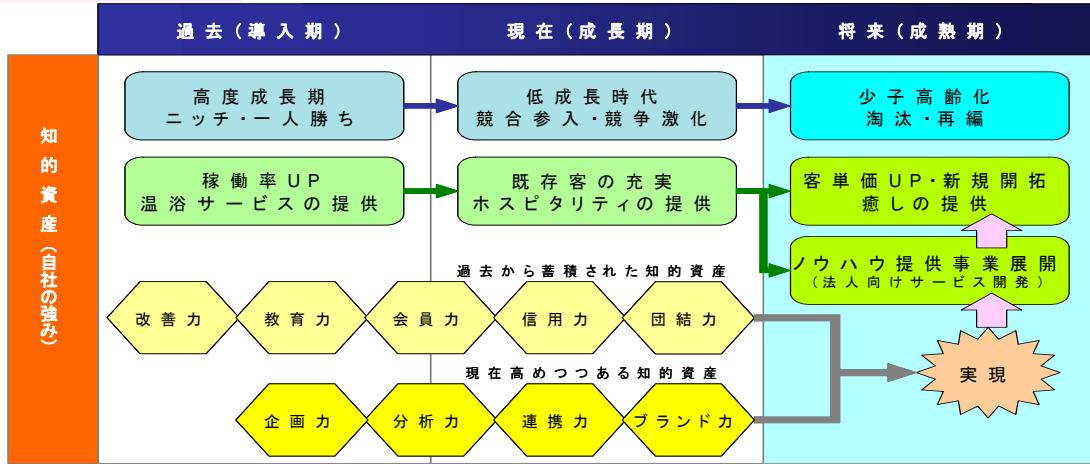 過去(導入期)
現在(成長期)
将来(成熟期)
知的資産(自社の強み)
高度成長期
ニッチ・一人勝ち
低成長時代
競合参入・競争激化
少子高齢化
淘汰・再編
稼働率UP
温浴サービスの提供
既存客の充実
ホスピタリティの提供
客単価UP・新規開拓
癒しの提供
ノウハウ提供事業展開
(法人向けサービス開発)
過去から蓄積された知的資産
改善力
教育力
会員力
信用力
団結力
実現
現在高めつつある知的資産
企画力
分析力
連携力
ブランド力